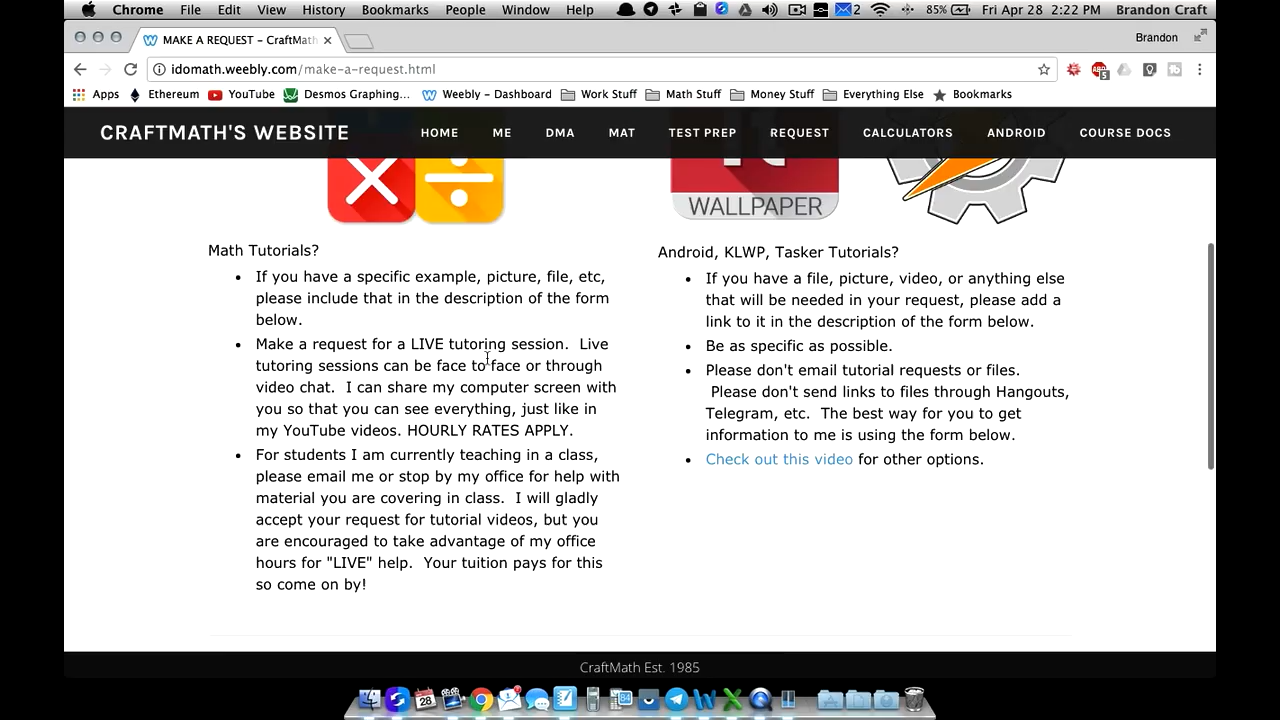 Chrome File Edit View History Bookmarks People Window Help 2 85% Fri Apr 28 2:22 PM Brandon Craft
MAKE A REQUEST - CraftMath Brandon
idomath.weebly.com/make-a-request.html
Apps Ethereum YouTube Desmos Graphing... Weebly - Dashboard Work Stuff Math Stuff Money Stuff Everything Else Bookmarks
CRAFTMATH'S WEBSITE HOME ME DMA MAT TEST PREP REQUEST CALCULATORS ANDROID COURSE DOCS
WALLPAPER
Math Tutorials?
If you have a specific example, picture, file, etc,
please include that in the description of the form
below.
Make a request for a LIVE tutoring session.  Live
tutoring sessions can be face to face or through
video chat.  I can share my computer screen with
you so that you can see everything, just like in
my YouTube videos. HOURLY RATES APPLY.
For students I am currently teaching in a class,
please email me or stop by my office for help with
material you are covering in class.  I will gladly
accept your request for tutorial videos, but you
are encouraged to take advantage of my office
hours for "LIVE" help.  Your tuition pays for this
so come on by!
Android, KLWP, Tasker Tutorials?
If you have a file, picture, video, or anything else
that will be needed in your request, please add a
link to it in the description of the form below.
Be as specific as possible.
Please don't email tutorial requests or files.
Please don't send links to files through Hangouts,
Telegram, etc.  The best way for you to get
information to me is using the form below.
Check out this video for other options.
CraftMath Est. 1985
28